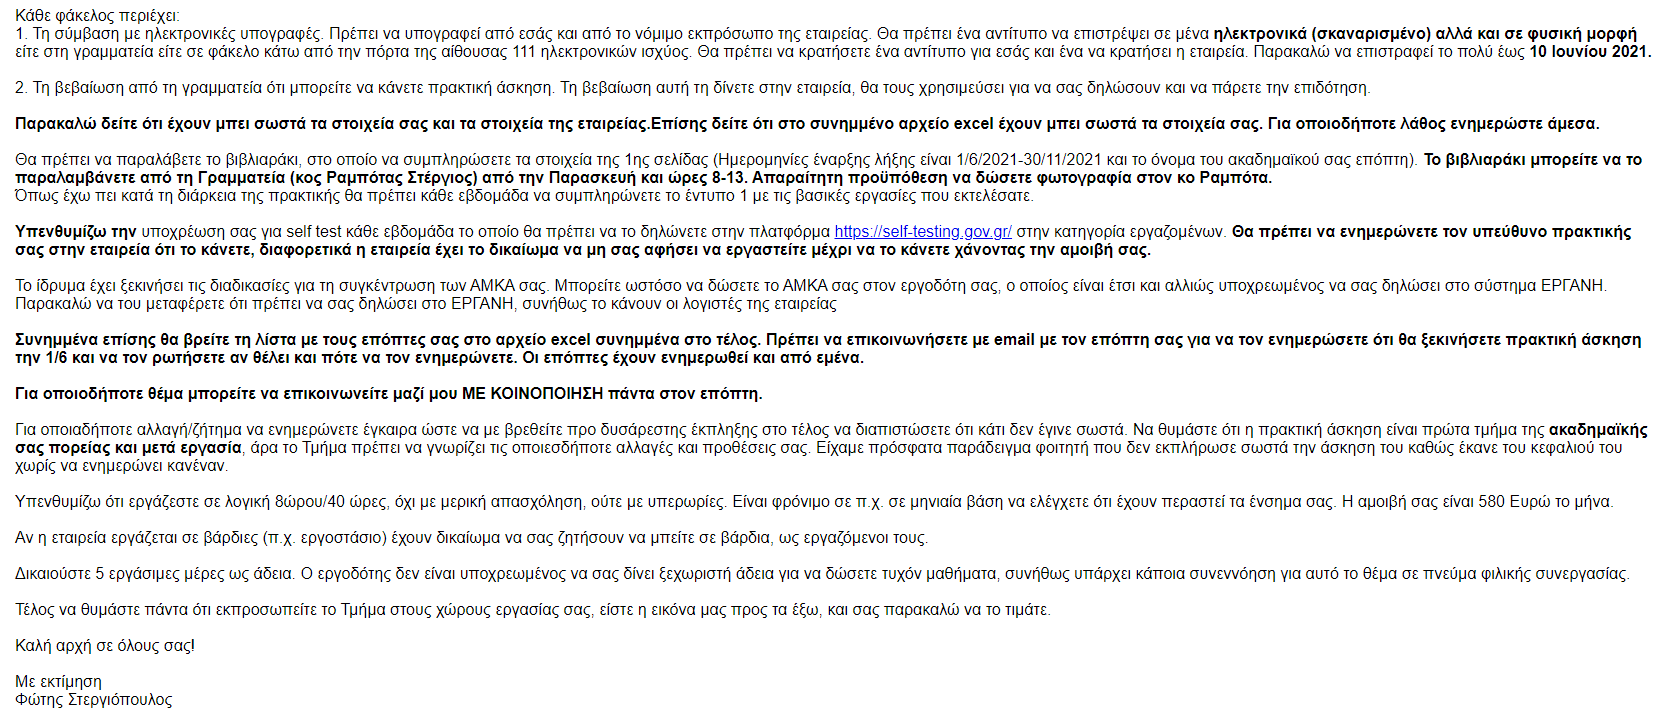 Κάθε φάκελος περιέχει:
1. Τη σύμβαση με ηλεκτρονικές υπογραφές. Πρέπει να υπογραφεί από εσάς και από το νόμιμο εκπρόσωπο της εταιρείας. Θα πρέπει ένα αντίτυπο να επιστρέψει σε μένα ηλεκτρονικά (σκαναρισμένο) αλλά και σε φυσική μορφή
είτε στη γραμματεία είτε σε φάκελο κάτω από την πόρτα της αίθουσας 111 ηλεκτρονικών ισχύος. Θα πρέπει να κρατήσετε ένα αντίτυπο για εσάς και ένα να κρατήσει η εταιρεία. Παρακαλώ να επιστραφεί το πολύ έως 10 Ιουνίου 2021.
2. Τη βεβαίωση από τη γραμματεία ότι μπορείτε να κάνετε πρακτική άσκηση. Τη βεβαίωση αυτή τη δίνετε στην εταιρεία, θα τους χρησιμεύσει για να σας δηλώσουν και να πάρετε την επιδότηση.
Παρακαλώ δείτε ότι έχουν μπει σωστά τα στοιχεία σας και τα στοιχεία της εταιρείας.Επίσης δείτε ότι στο συνημμένο αρχείο excel έχουν μπει σωστά τα στοιχεία σας. Για οποιοδήποτε λάθος ενημερώστε άμεσα.
Θα πρέπει να παραλάβετε το βιβλιαράκι, στο οποίο να συμπληρώσετε τα στοιχεία της 1ης σελίδας (Ημερομηνίες έναρξης λήξης είναι 1/6/2021-30/11/2021 και το όνομα του ακαδημαϊκού σας επόπτη). Το βιβλιαράκι μπορείτε να το
παραλαμβάνετε από τη Γραμματεία (κος Ραμπότας Στέργιος) από την Παρασκευή και ώρες 8-13. Απαραίτητη προϋπόθεση να δώσετε φωτογραφία στον κο Ραμπότα.
Όπως έχω πει κατά τη διάρκεια της πρακτικής θα πρέπει κάθε εβδομάδα να συμπληρώνετε το έντυπο 1 με τις βασικές εργασίες που εκτελέσατε.
Υπενθυμίζω την υποχρέωση σας για self test κάθε εβδομάδα το οποίο θα πρέπει να το δηλώνετε στην πλατφόρμα https://self-testing.gov.gr/ στην κατηγορία εργαζομένων. Θα πρέπει να ενημερώνετε τον υπεύθυνο πρακτικής
σας στην εταιρεία ότι το κάνετε, διαφορετικά η εταιρεία έχει το δικαίωμα να μη σας αφήσει να εργαστείτε μέχρι να το κάνετε χάνοντας την αμοιβή σας.
Το ίδρυμα έχει ξεκινήσει τις διαδικασίες για τη συγκέντρωση των ΑΜΚΑ σας. Μπορείτε ωστόσο να δώσετε το ΑΜΚΑ σας στον εργοδότη σας, ο οποίος είναι έτσι και αλλιώς υποχρεωμένος να σας δηλώσει στο σύστημα ΕΡΓΑΝΗ.
Παρακαλώ να του μεταφέρετε ότι πρέπει να σας δηλώσει στο ΕΡΓΑΝΗ, συνήθως το κάνουν οι λογιστές της εταιρείας
Συνημμένα επίσης θα βρείτε τη λίστα με τους επόπτες σας στο αρχείο excel συνημμένα στο τέλος. Πρέπει να επικοινωνήσετε με email με τον επόπτη σας για να τον ενημερώσετε ότι θα ξεκινήσετε πρακτική άσκηση
την 1/6 και να τον ρωτήσετε αν θέλει και πότε να τον ενημερώνετε. Οι επόπτες έχουν ενημερωθεί και από εμένα.
Για οποιοδήποτε θέμα μπορείτε να επικοινωνείτε μαζί μου ΜΕ ΚΟΙΝΟΠΟΙΗΣΗ πάντα στον επόπτη.
Για οποιαδήποτε αλλαγή/ζήτημα να ενημερώνετε έγκαιρα ώστε να με βρεθείτε προ δυσάρεστης έκπληξης στο τέλος να διαπιστώσετε ότι κάτι δεν έγινε σωστά. Να θυμάστε ότι η πρακτική άσκηση είναι πρώτα τμήμα της ακαδημαϊκής
σας πορείας και μετά εργασία, άρα το Τμήμα πρέπει να γνωρίζει τις οποιεσδήποτε αλλαγές και προθέσεις σας. Είχαμε πρόσφατα παράδειγμα φοιτητή που δεν εκπλήρωσε σωστά την άσκηση του καθώς έκανε του κεφαλιού του
χωρίς να ενημερώνει κανέναν.
Υπενθυμίζω ότι εργάζεστε σε λογική 8ώρου/40 ώρες, όχι με μερική απασχόληση, ούτε με υπερωρίες. Είναι φρόνιμο σε π.χ. σε μηνιαία βάση να ελέγχετε ότι έχουν περαστεί τα ένσημα σας. Η αμοιβή σας είναι 580 Ευρώ το μήνα.
Αν η εταιρεία εργάζεται σε βάρδιες (π.χ. εργοστάσιο) έχουν δικαίωμα να σας ζητήσουν να μπείτε σε βάρδια, ως εργαζόμενοι τους.
Δικαιούστε 5 εργάσιμες μέρες ως άδεια. Ο εργοδότης δεν είναι υποχρεωμένος να σας δίνει ξεχωριστή άδεια για να δώσετε τυχόν μαθήματα, συνήθως υπάρχει κάποια συνεννόηση για αυτό το θέμα σε πνεύμα φιλικής συνεργασίας.
Τέλος να θυμάστε πάντα ότι εκπροσωπείτε το Τμήμα στους χώρους εργασίας σας, είστε η εικόνα μας προς τα έξω, και σας παρακαλώ να το τιμάτε.
Καλή αρχή σε όλους σας!
Με εκτίμηση
Φώτης Στεργιόπουλος